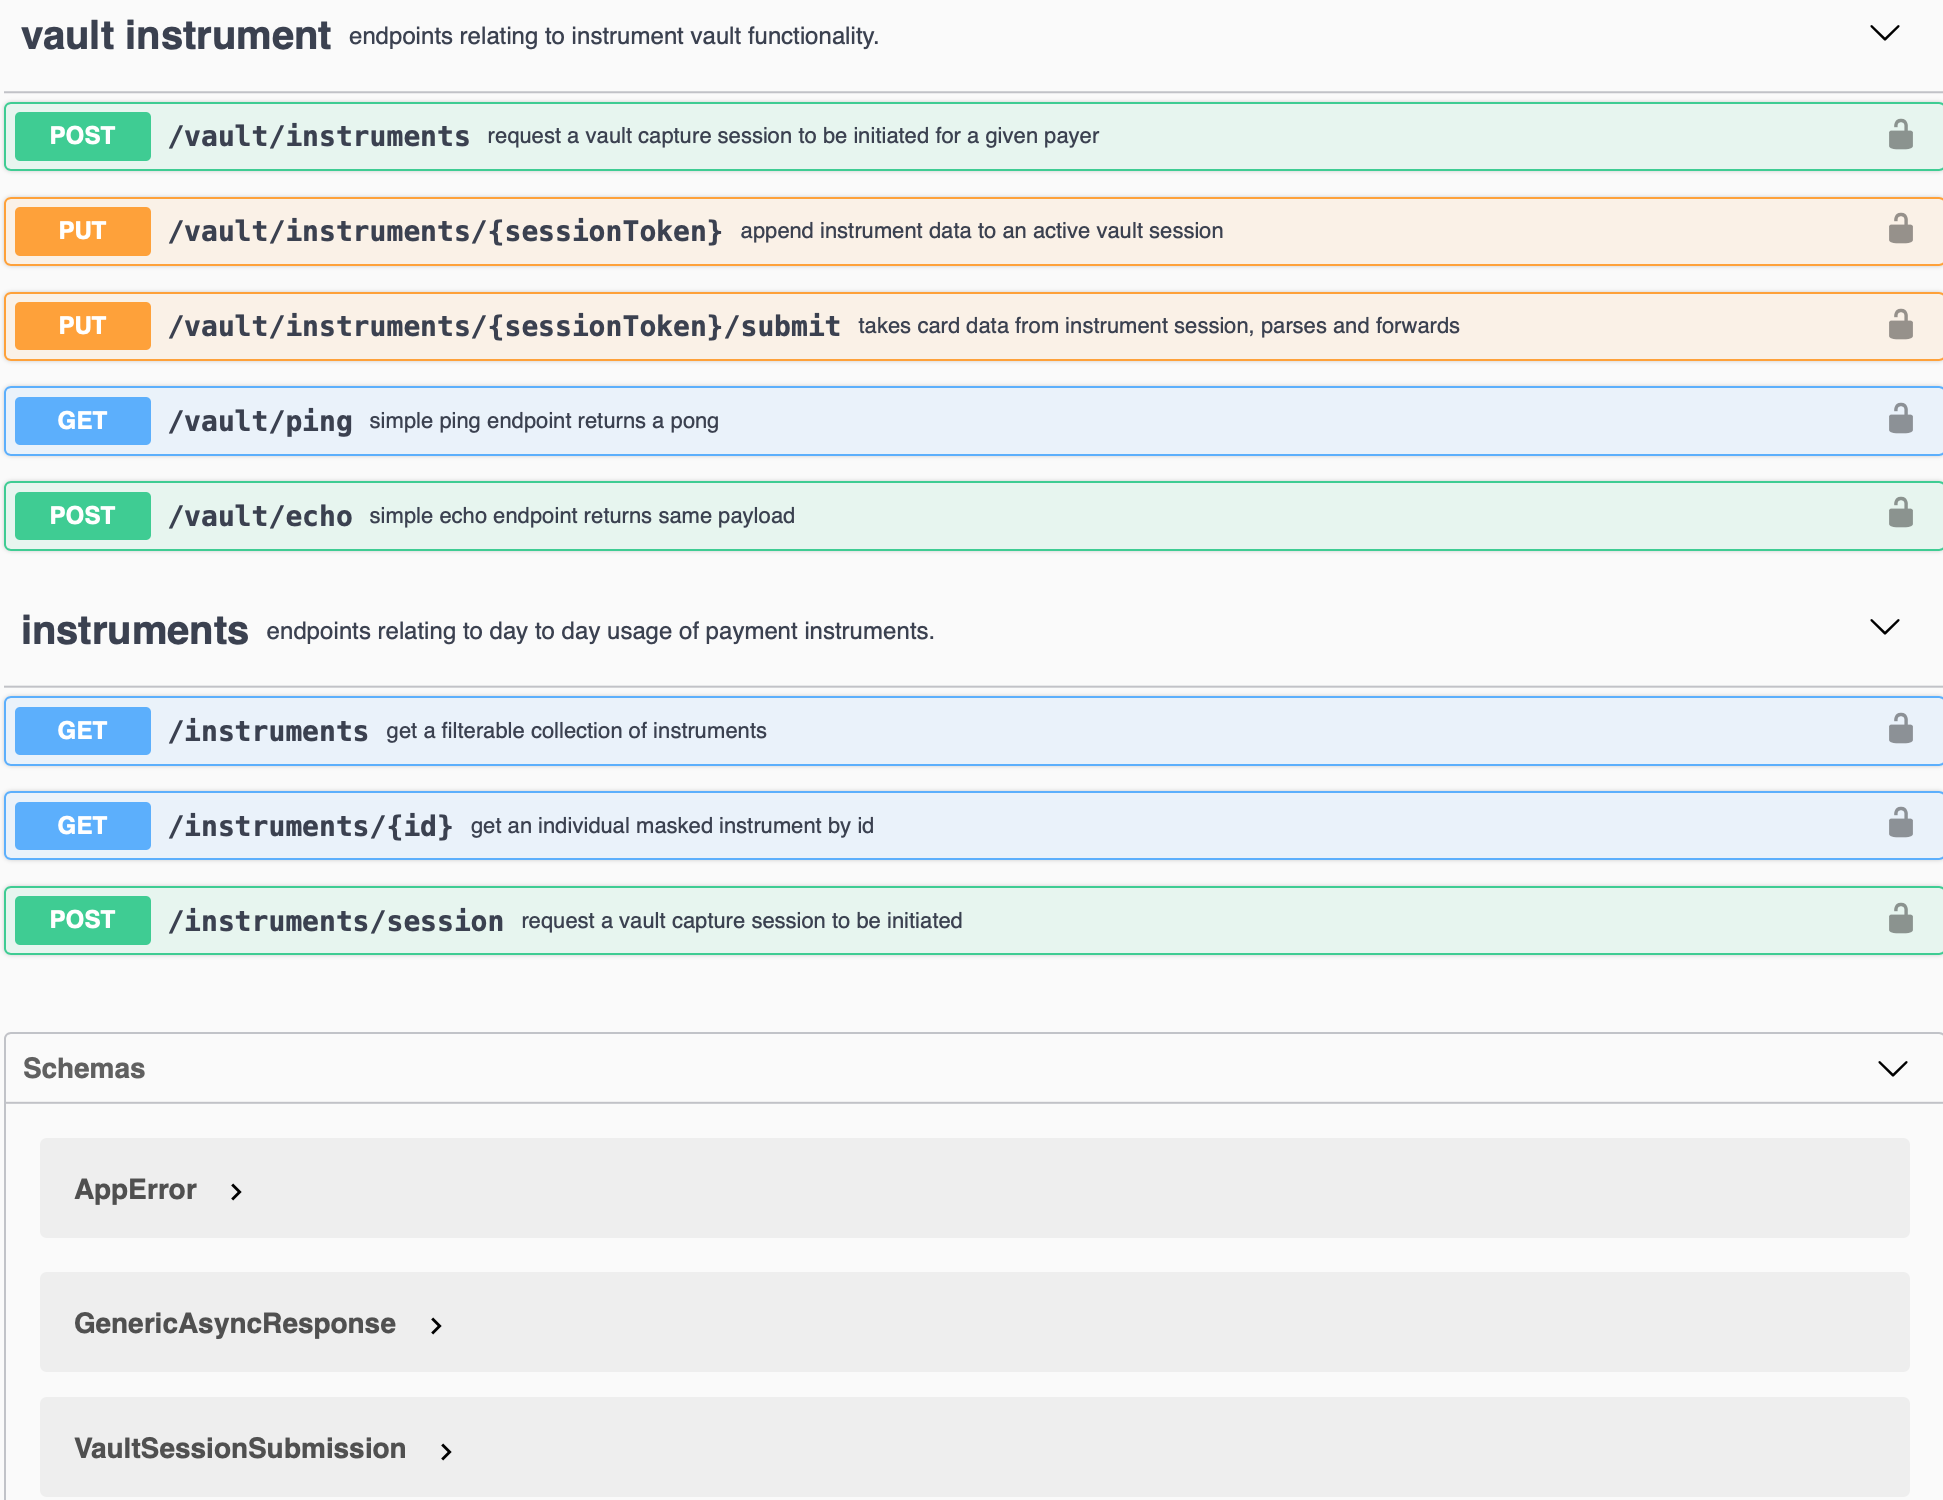 vault instrument endpoints relating to instrument vault functionality.
POST /vault/instruments request a vault capture session to be initiated for a given payer
PUT /vault/instruments/{sessionToken} append instrument data to an active vault session
PUT /vault/instruments/{sessionToken}/submit takes card data from instrument session, parses and forwards
GET /vault/ping simple ping endpoint returns a pong
POST /vault/echo simple echo endpoint returns same payload
instruments endpoints relating to day to day usage of payment instruments.
GET /instruments get a filterable collection of instruments
GET /instruments/{id} get an individual masked instrument by id
POST /instruments/session request a vault capture session to be initiated
Schemas
AppError
GenericAsyncResponse
VaultSessionSubmission